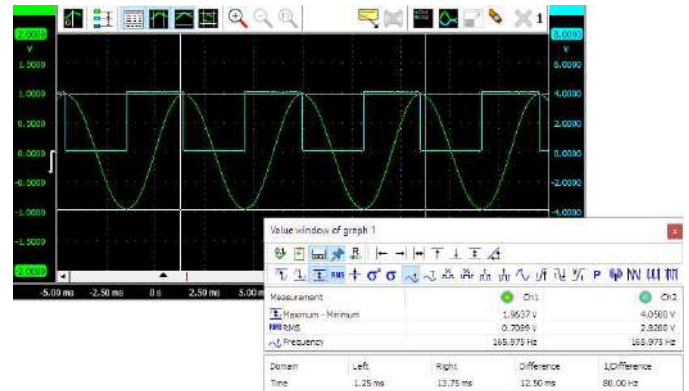 1
2.0000
8.0000
V
V
1.5000
6.0000
1.0000
4.0000
0.5000
2.0000
0.0000
0.0000
-0.5000
-2.0000
-1.0000
-4.0000
-1.5000
-2.0000
-5.00 ms -2.50 ms 0 s 2.50 ms 5.00 ms
Value window of graph 1
RMS
P
Measurement Ch1 Ch2
Maximum - Minimum 1.9637 V 4.0500 V
RMS RMS 0.7099 V 2.8200 V
Frequency 165.975 Hz 165.975 Hz
Domain Left Right Difference 1/Difference
Time 1.25 ms 13.75 ms 12.50 ms 80.00 Hz